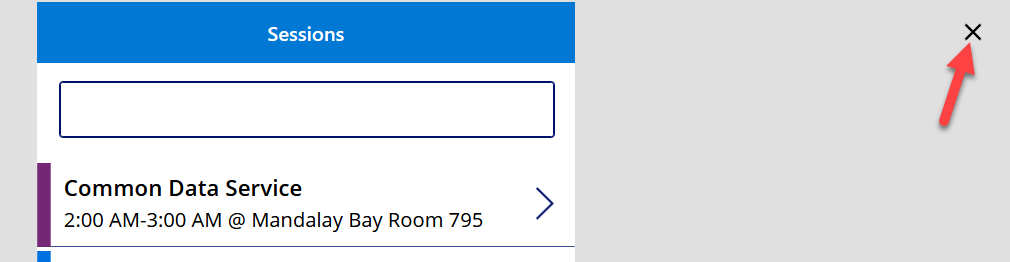 Sessions
Common Data Service
2:00 AM-3:00 AM @ Mandalay Bay Room 795